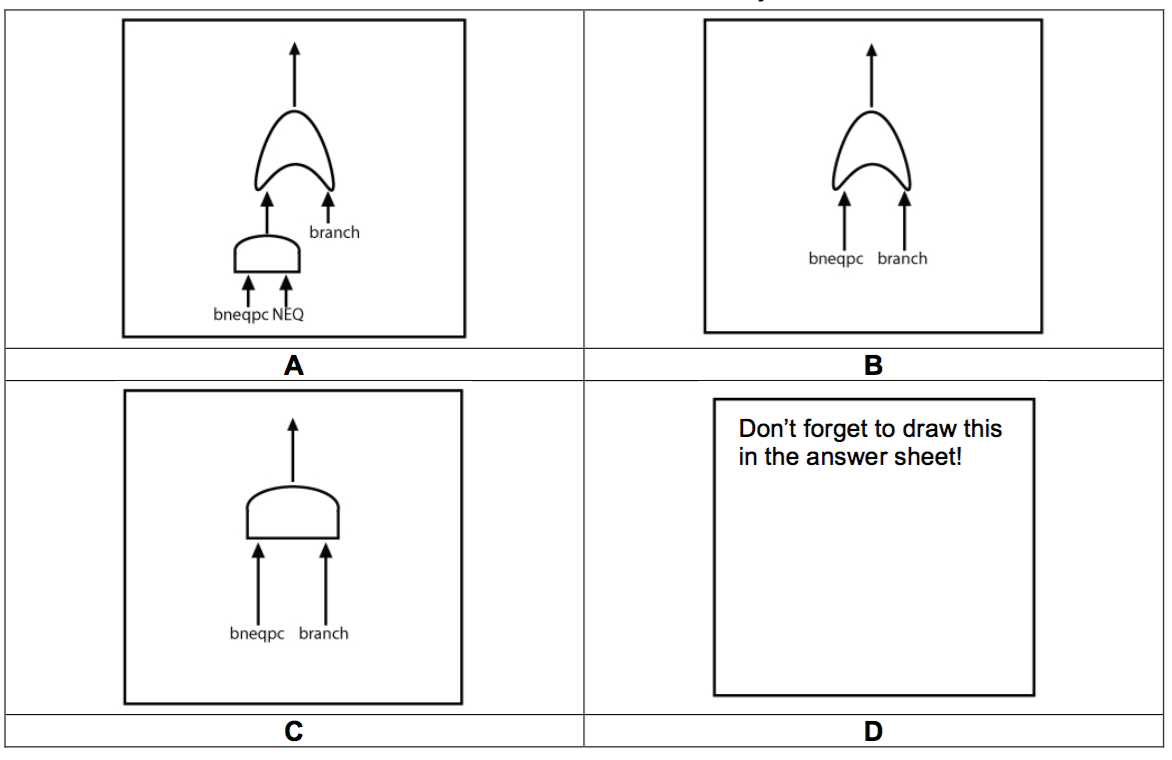 branch
bneqpc NEQ
bneqpc branch
A
B
bneqpc branch
Don't forget to draw this
in the answer sheet!
C
D